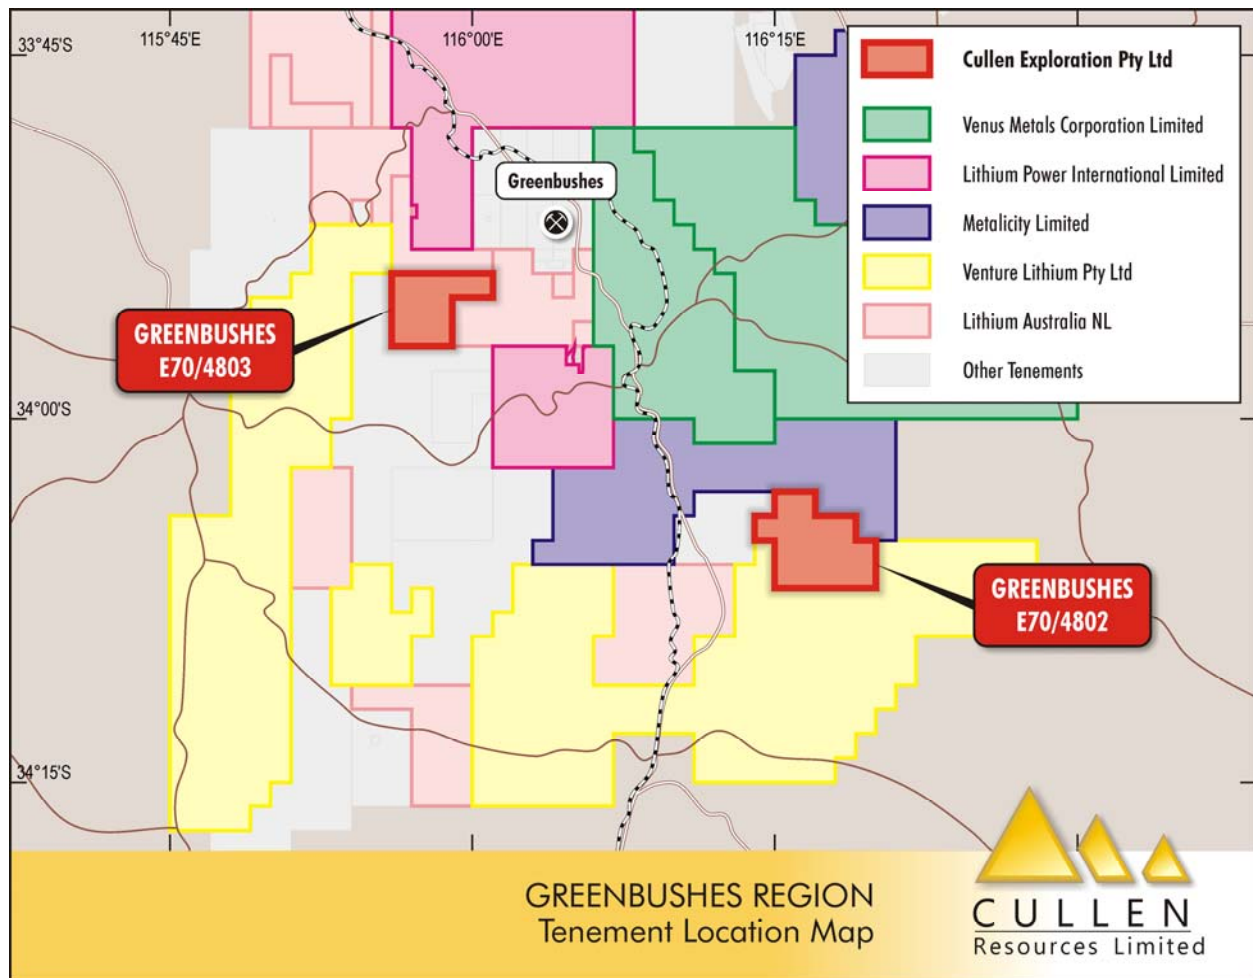 115°45'E
116°00'E
116°15'E
33°45'S
34°00'S
34°15'S
Cullen Exploration Pty Ltd
Venus Metals Corporation Limited
Lithium Power International Limited
Metalicity Limited
Venture Lithium Pty Ltd
Lithium Australia NL
Other Tenements
Greenbushes
GREENBUSHES
E70/4803
GREENBUSHES
E70/4802
GREENBUSHES REGION
Tenement Location Map
CULLEN
Resources Limited